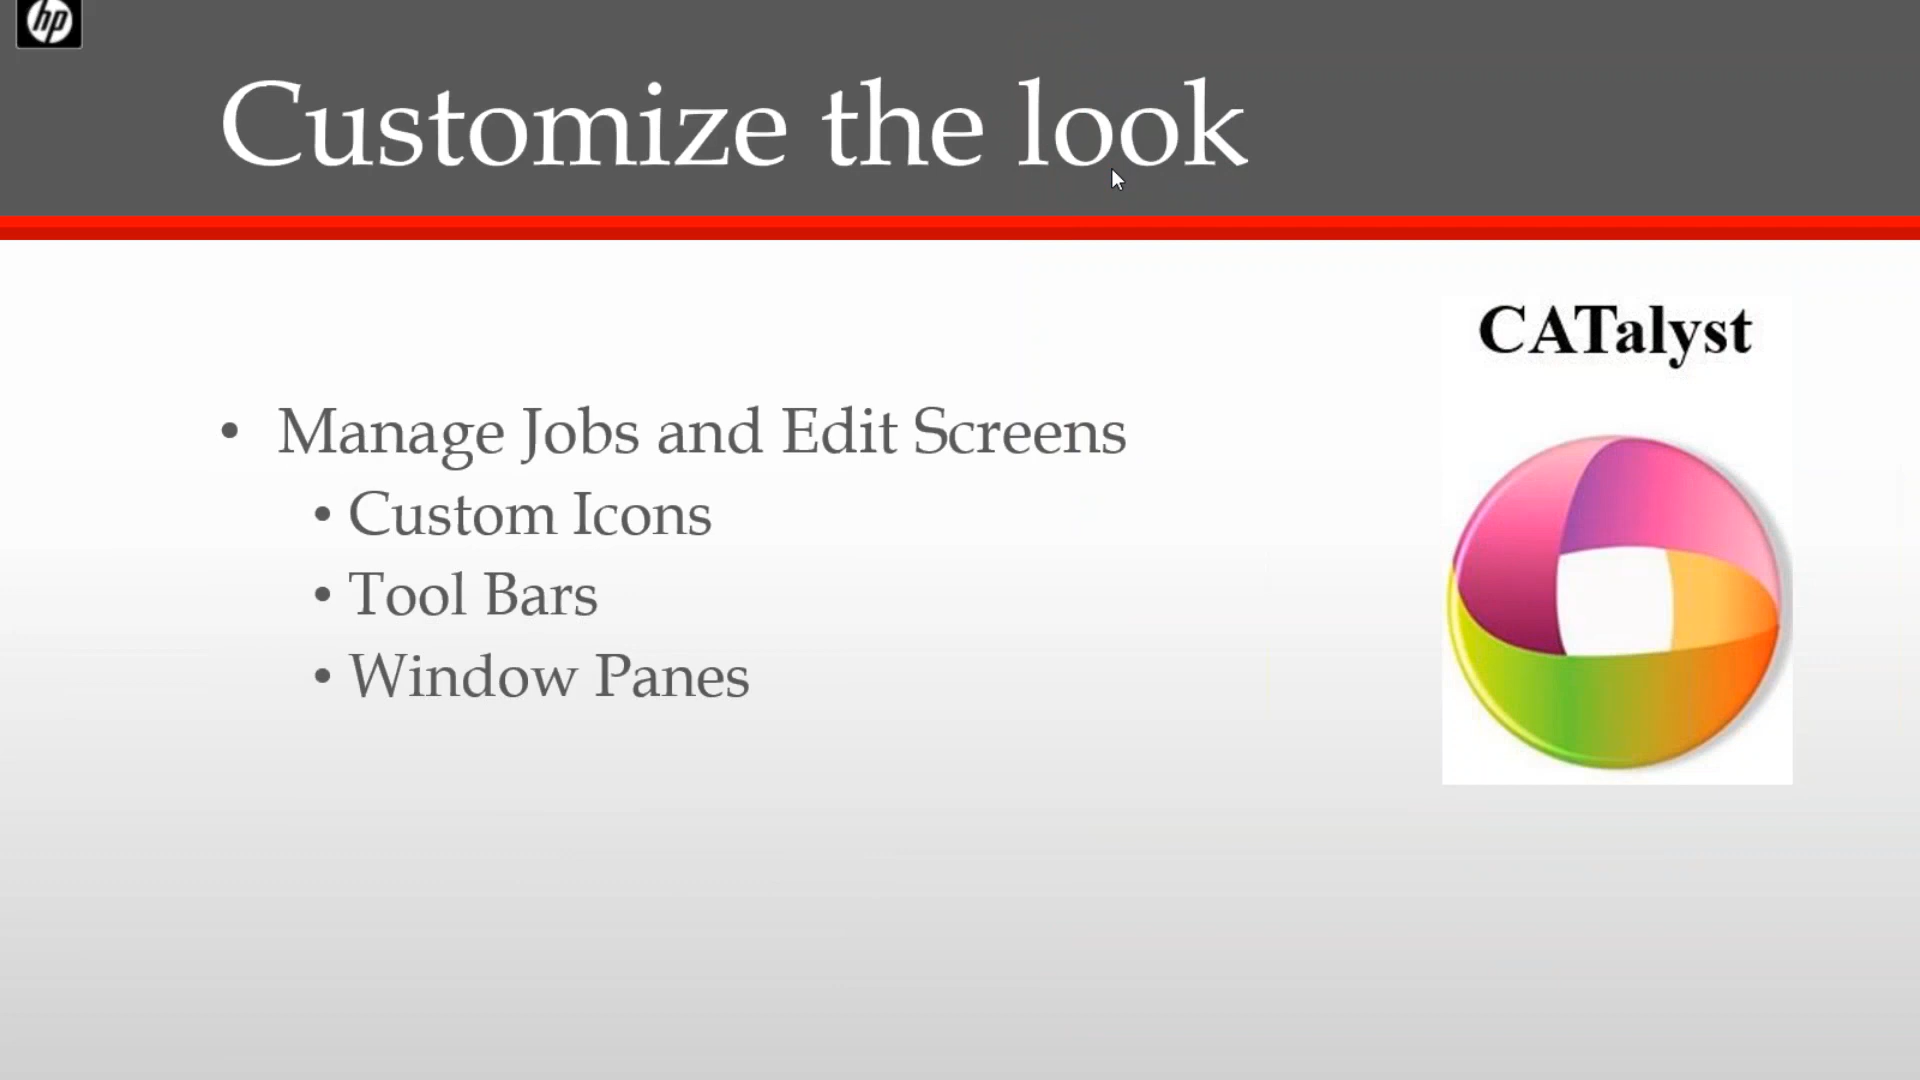 hp
Customize the look
CATalyst
• Manage Jobs and Edit Screens
• Custom Icons
• Tool Bars
• Window Panes